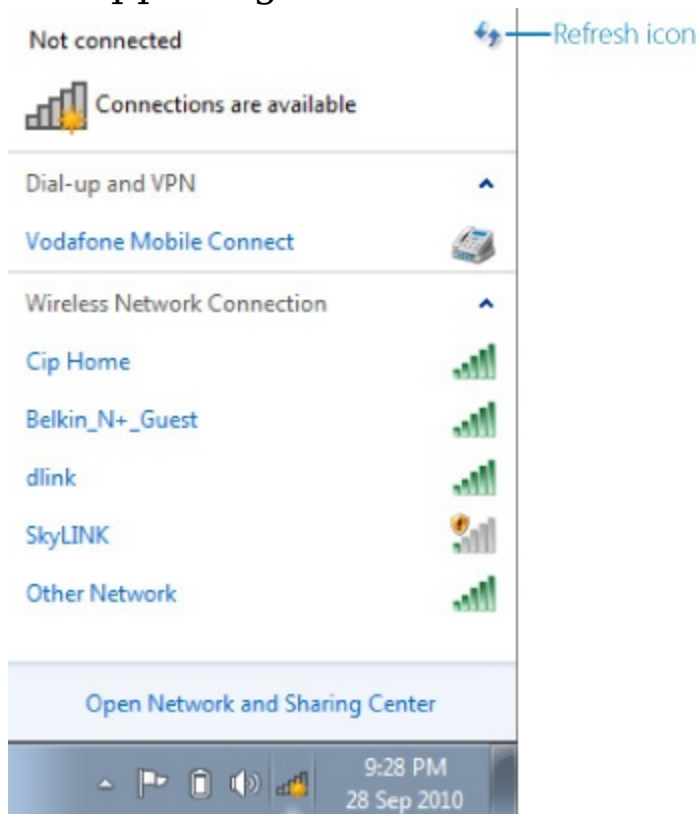 Not connected
Refresh icon
Connections are available
Dial-up and VPN
Vodafone Mobile Connect
Wireless Network Connection
Cip Home
Belkin_N+_Guest
dlink
SkyLINK
Other Network
Open Network and Sharing Center
9:28 PM
28 Sep 2010